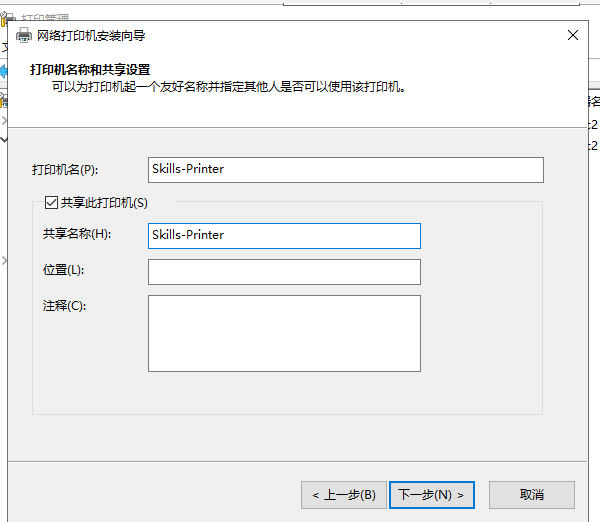 打印管理
网络打印机安装向导
打印机名称和共享设置
可以为打印机起一个友好名称并指定其他人是否可以使用该打印机。
打印机名(P): Skills-Printer
共享此打印机(S)
共享名称(H): Skills-Printer
位置(L):
注释(C):
< 上一步(B) 下一步(N) > 取消